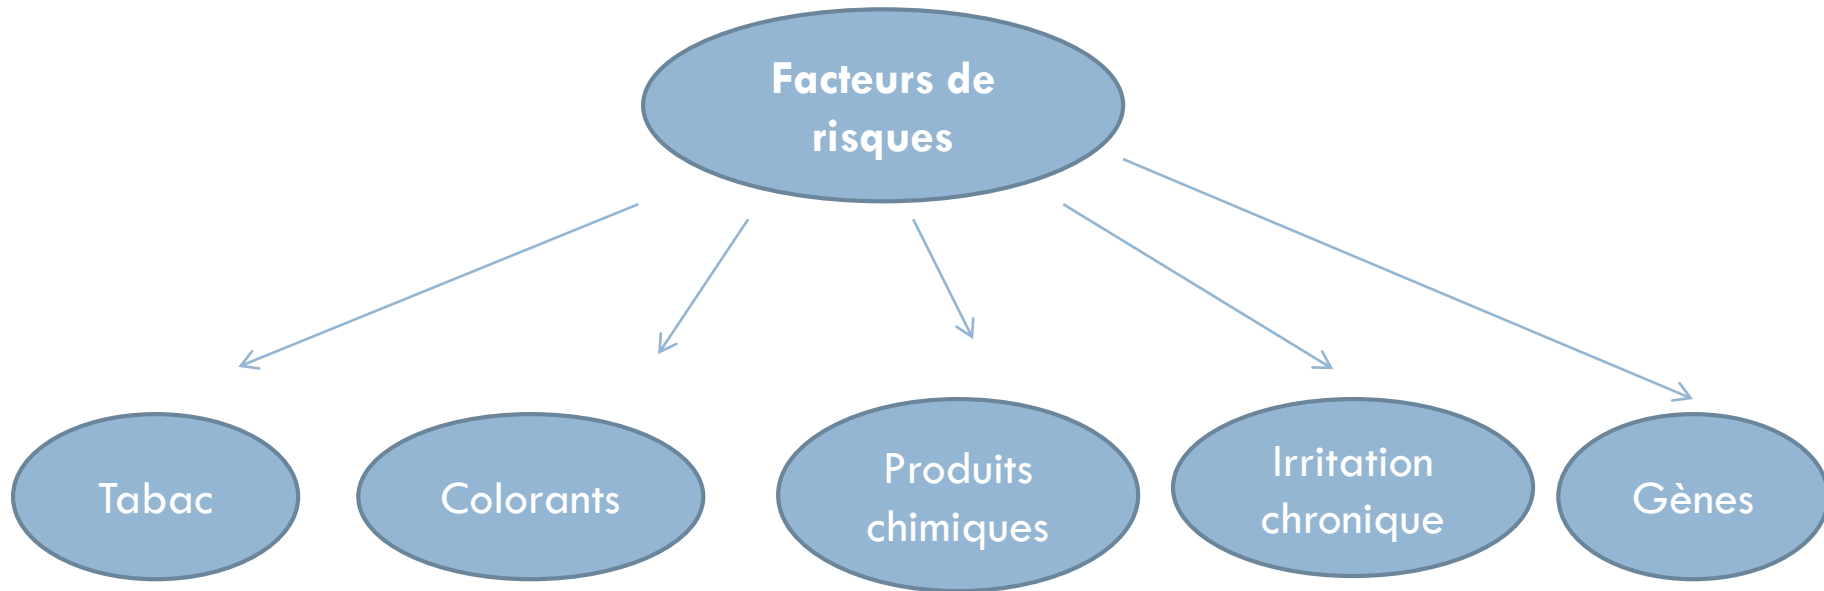 Facteurs de
risques
Tabac
Colorants
Produits
chimiques
Irritation
chronique
Gènes